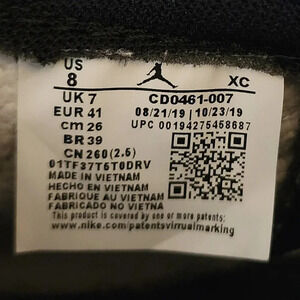 US
8
XC
UK 7
CD0461-007
EUR 41
08/21/19 | 10/23/19
cm 26
UPC 00194275458687
BR 39
CN 260 (2.5)
01TF37T6T0DRV
MADE IN VIETNAM
HECHO EN VIETNAM
FABRIQUE AU VIETNAM
FABRICADO NO VIETNA
This product is covered by one or more patents:
www.nike.com/patentsvirtualmarking